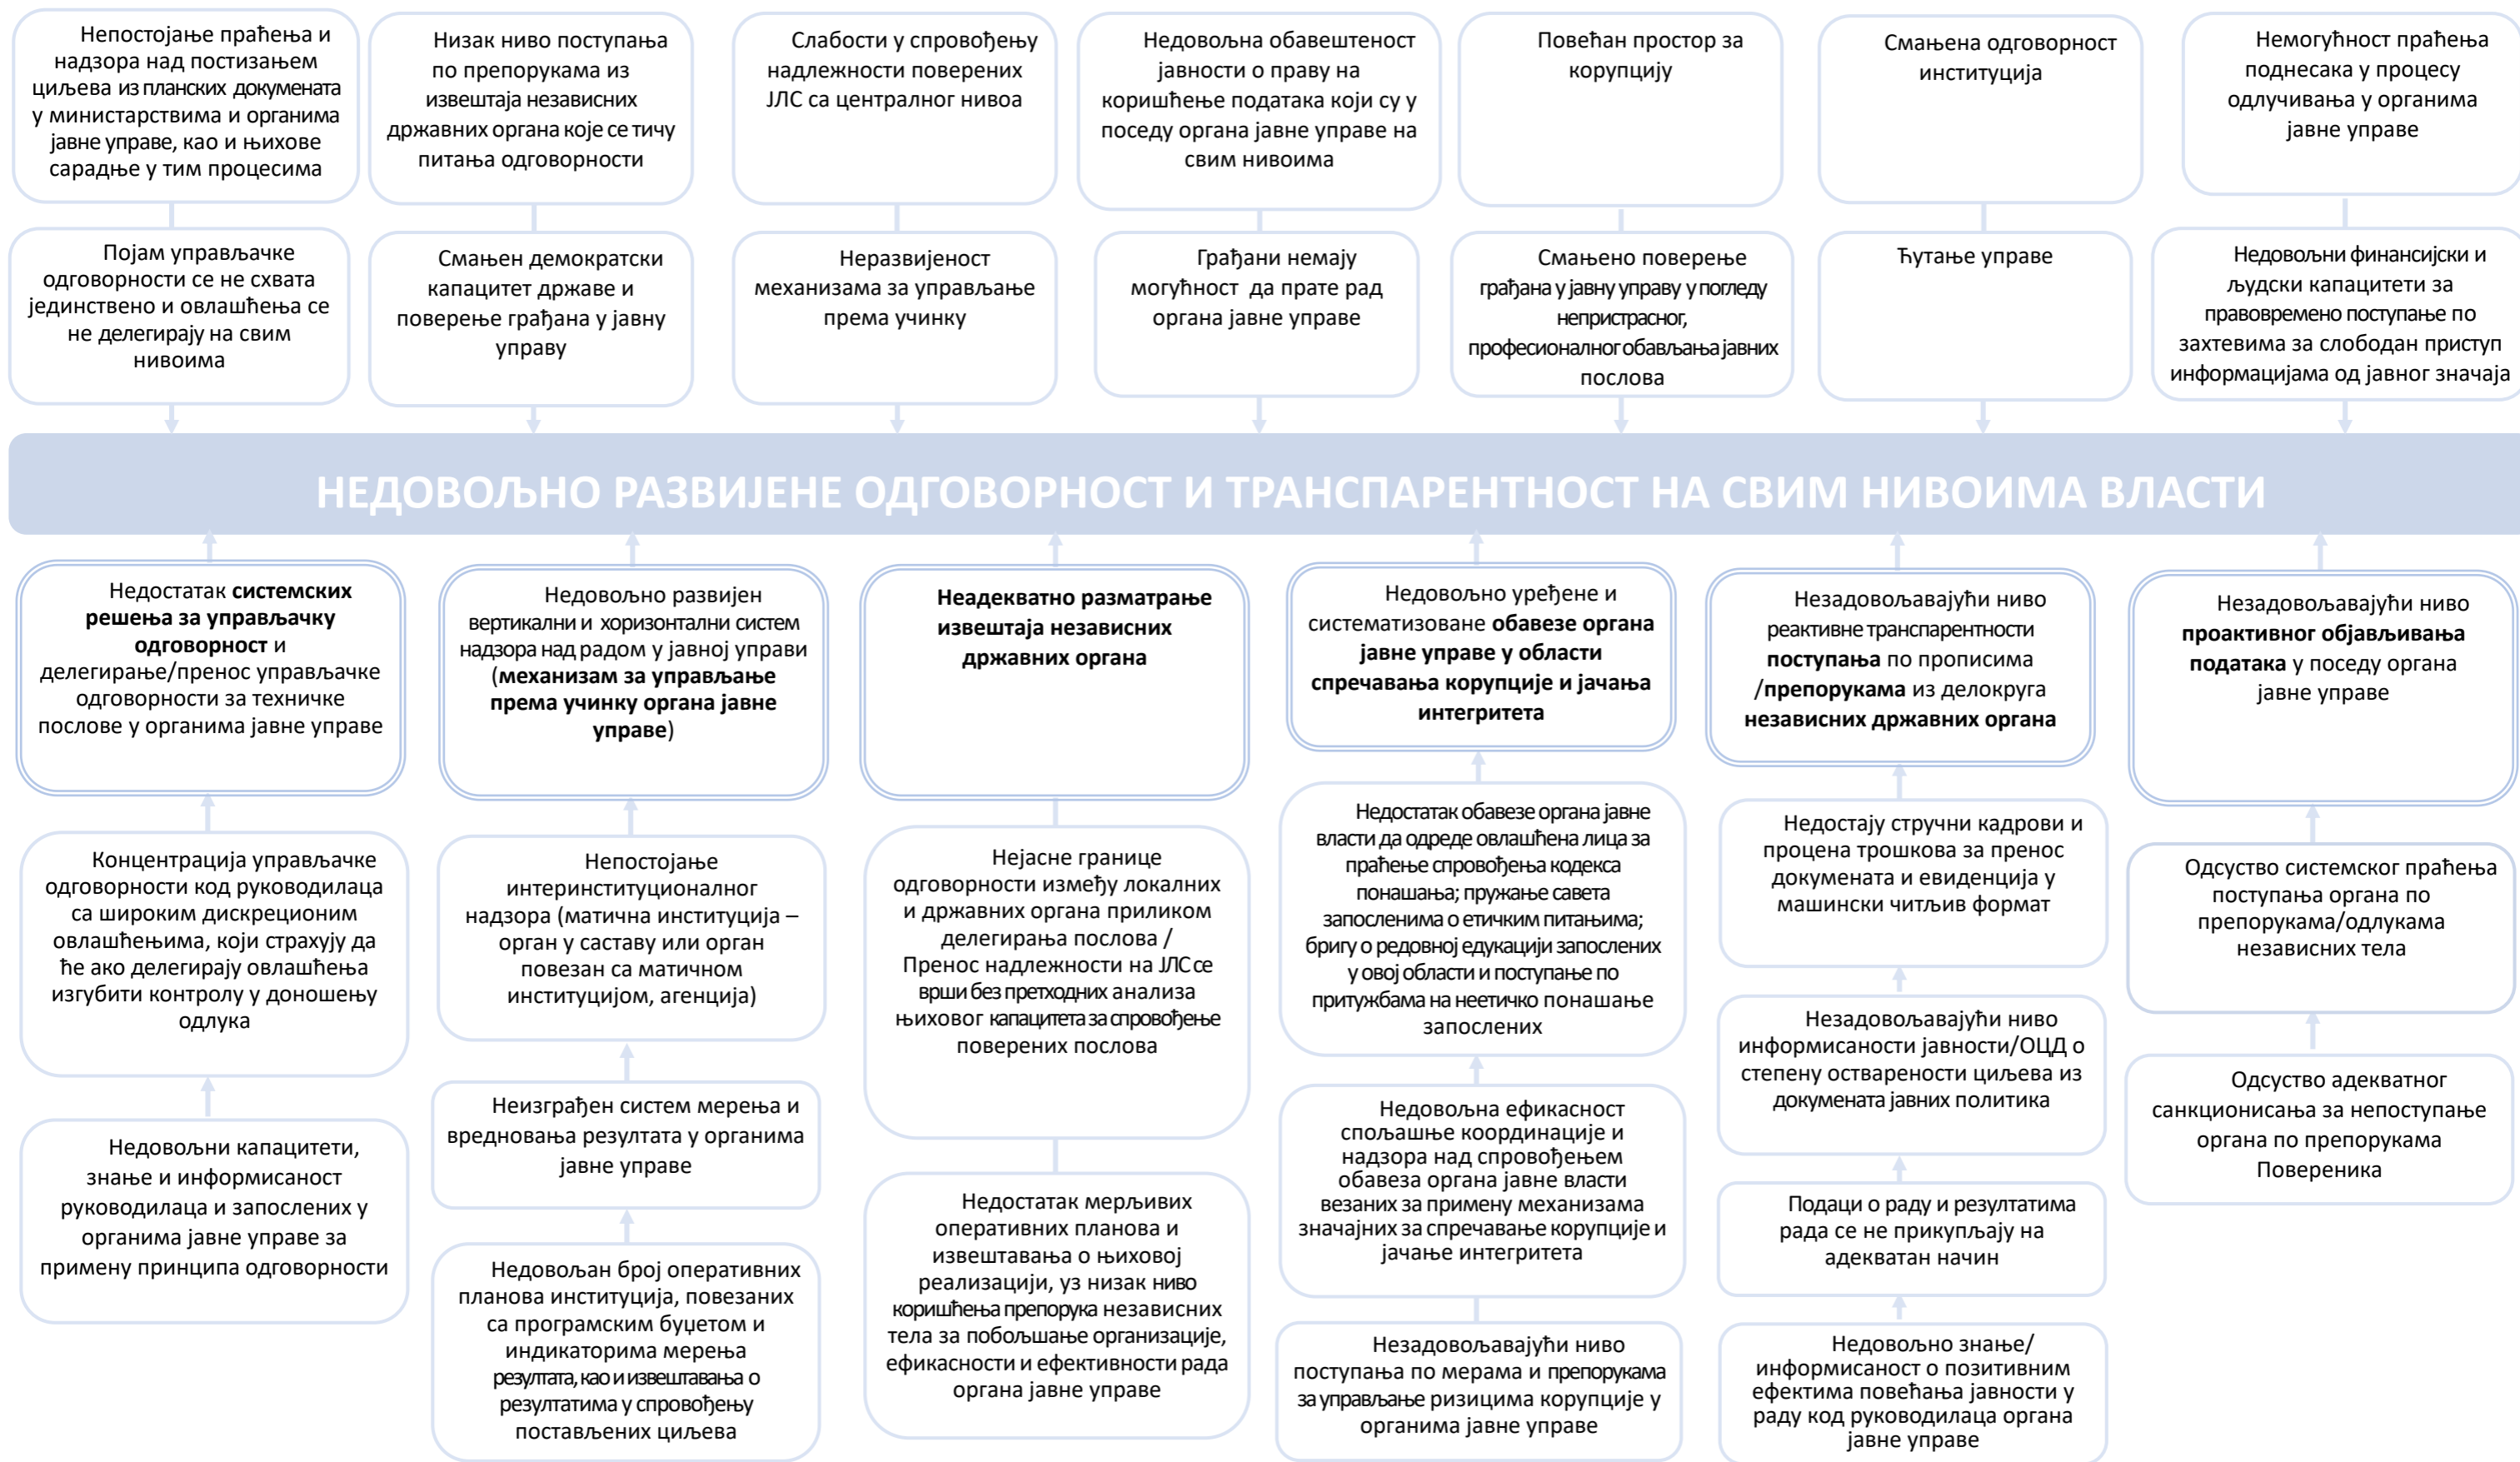 Непостојање праћења и
надзора над постизањем
циљева из планских докумената
у министарствима и органима
јавне управе, као и њихове
сарадње у тим процесима
Низак ниво поступања
по препорукама из
извештаја независних
државних органа које се тичу
питања одговорности
Слабости у спровођењу
надлежности поверених
ЈЛС са централног нивоа
Недовољна обавештеност
јавности о праву на
коришћење података који су у
поседу органа јавне управе на
свим нивоима
Повећан простор за
корупцију
Смањена одговорност
институција
Немогућност праћења
поднесака у процесу
одлучивања у органима
јавне управе
Појам управљачке
одговорности се не схвата
јединствено и овлашћења се
не делегирају на свим
нивоима
Смањен демократски
капацитет државе и
поверење грађана у јавну
управу
Неразвијеност
механизама за управљање
према учинку
Грађани немају
могућност да прате рад
органа јавне управе
Смањено поверење
грађана у јавну управу у погледу
непристрасног,
професионалног обављања јавних
послова
Ћутање управе
Недовољни финансијски и
људски капацитети за
правовремено поступање по
захтевима за слободан приступ
информацијама од јавног значаја
НЕДОВОЉНО РАЗВИЈЕНЕ ОДГОВОРНОСТ И ТРАНСПАРЕНТНОСТ НА СВИМ НИВОИМА ВЛАСТИ
Недостатак системских
решења за управљачку
одговорност и
делегирање/пренос управљачке
одговорности за техничке
послове у органима јавне управе
Недовољно развијен
вертикални и хоризонтални систем
надзора над радом у јавној управи
(механизам за управљање
према учинку органа јавне
управе)
Неадекватно разматрање
извештаја независних
државних органа
Недовољно уређене и
систематизоване обавезе органа
јавне управе у области
спречавања корупције и јачања
интегритета
Незадовољавајући ниво
реактивне транспарентности
поступања по прописима
/препорукама из делокруга
независних државних органа
Незадовољавајући ниво
проактивног објављивања
података у поседу органа
јавне управе
Концентрација управљачке
одговорности код руководилаца
са широким дискреционим
овлашћењима, који страхују да
ће ако делегирају овлашћења
изгубити контролу у доношењу
одлука
Непостојање
интеринституционалног
надзора (матична институција –
орган у саставу или орган
повезан са матичном
институцијом, агенција)
Нејасне границе
одговорности између локалних
и државних органа приликом
делегирања послова /
Пренос надлежности на ЈЛС се
врши без претходних анализа
њиховог капацитета за спровођење
поверених послова
Недостатак обавезе органа јавне
власти да одреде овлашћена лица за
праћење спровођења кодекса
понашања; пружање савета
запосленима о етичким питањима;
бригу о редовној едукацији запослених
у овој области и поступање по
притужбама на неетичко понашање
запослених
Недостају стручни кадрови и
процена трошкова за пренос
докумената и евиденција у
машински читљив формат
Одсуство системског праћења
поступања органа по
препорукама/одлукама
независних тела
Недовољни капацитети,
знање и информисаност
руководилаца и запослених у
органима јавне управе за
примену принципа одговорности
Неизграђен систем мерења и
вредновања резултата у органима
јавне управе
Недовољан број оперативних
планова институција, повезаних
са програмским буџетом и
индикаторима мерења
резултата, као и извештавања о
резултатима у спровођењу
постављених циљева
Недостатак мерљивих
оперативних планова и
извештавања о њиховој
реализацији, уз низак ниво
коришћења препорука независних
тела за побољшање организације,
ефикасности и ефективности рада
органа јавне управе
Недовољна ефикасност
спољашње координације и
надзора над спровођењем
обавеза органа јавне власти
везаних за примену механизама
значајних за спречавање корупције и
јачање интегритета
Незадовољавајући ниво
поступања по мерама и препорукама
за управљање ризицима корупције у
органима јавне управе
Незадовољавајући ниво
информисаности јавности/ОЦД о
степену остварености циљева из
докумената јавних политика
Подаци о раду и резултатима
рада се не прикупљају на
адекватан начин
Недовољно знање/
информисаност о позитивним
ефектима повећања јавности у
раду код руководилаца органа
јавне управе
Одсуство адекватног
санкционисања за непоступање
органа по препорукама
Повереника